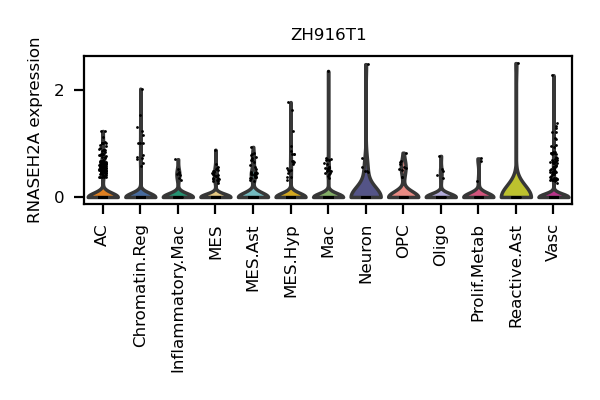 ZH916T1
RNASEH2A expression
2
0
AC
Chromatin.Reg
Inflammatory.Mac
MES
MES.Ast
MES.Hyp
Mac
Neuron
OPC
Oligo
Prolif.Metab
Reactive.Ast
Vasc